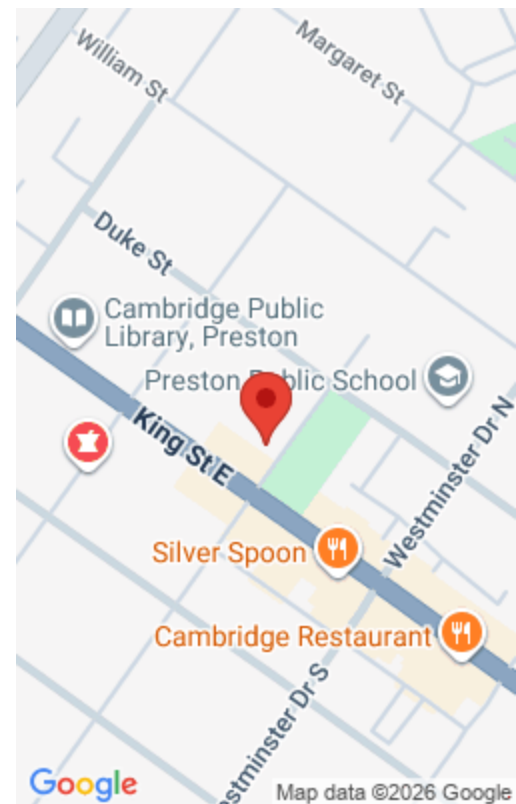 William St
Margaret St
Duke St
Cambridge Public
Library, Preston
Preston Public School
King St E
Westminster Dr N
Silver Spoon
Cambridge Restaurant
stminster Dr S
Google
Map data ©2026 Google